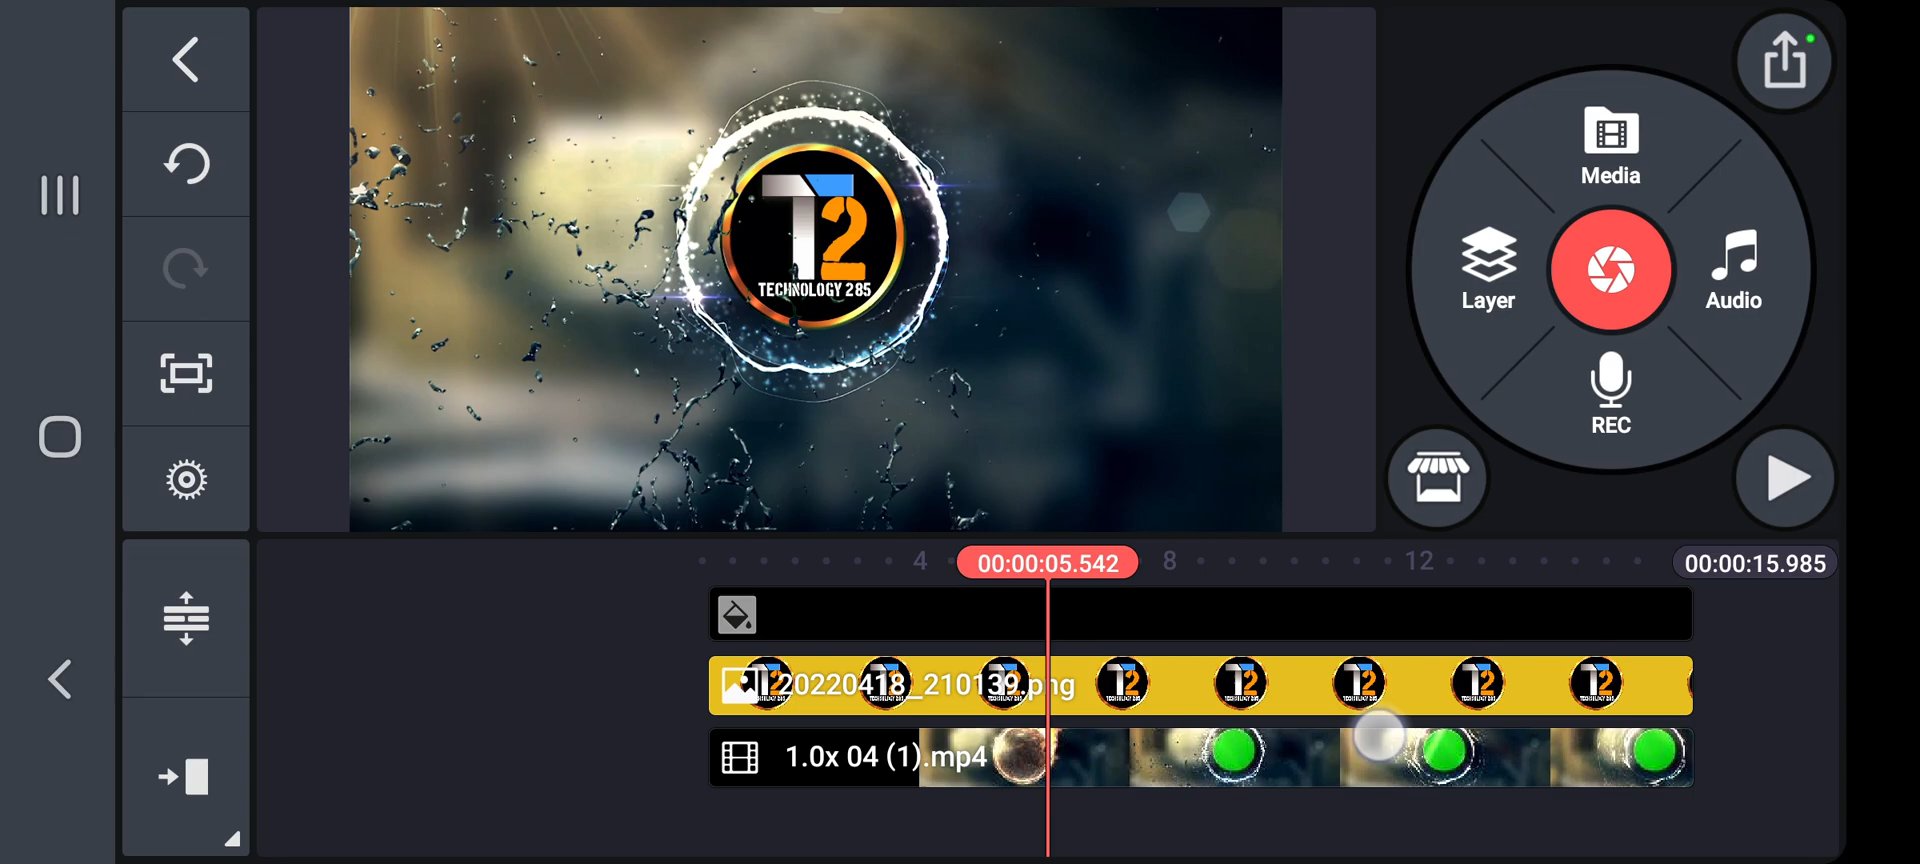 T2
TECHNOLOGY 285
Media
Layer
Audio
REC
4
00:00:05.542
8
12
00:00:15.985
20220418_210139.png
1.0x 04 (1).mp4